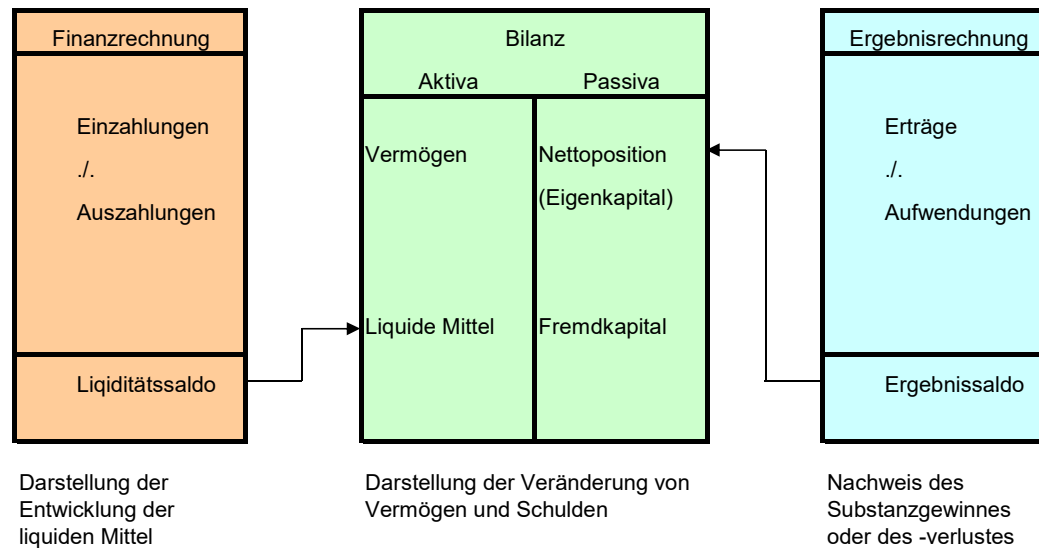 Finanzrechnung
Einzahlungen
./.
Auszahlungen
Liqiditätssaldo
Darstellung der
Entwicklung der
liquiden Mittel
Bilanz
Aktiva
Passiva
Vermögen
Liquide Mittel
Nettoposition
(Eigenkapital)
Fremdkapital
Darstellung der Veränderung von
Vermögen und Schulden
Ergebnisrechnung
Erträge
./.
Aufwendungen
Ergebnissaldo
Nachweis des
Substanzgewinnes
oder des -verlustes